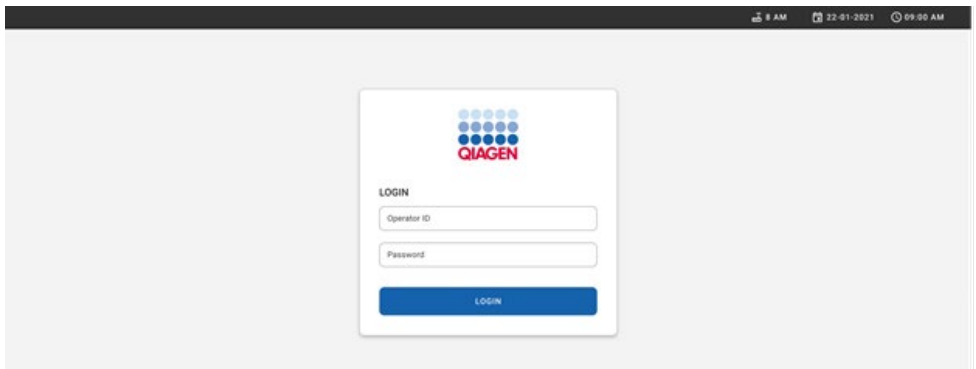 8 AM 22-01-2021 09:00 AM
QIAGEN
LOGIN
Operator ID
Password
LOGIN